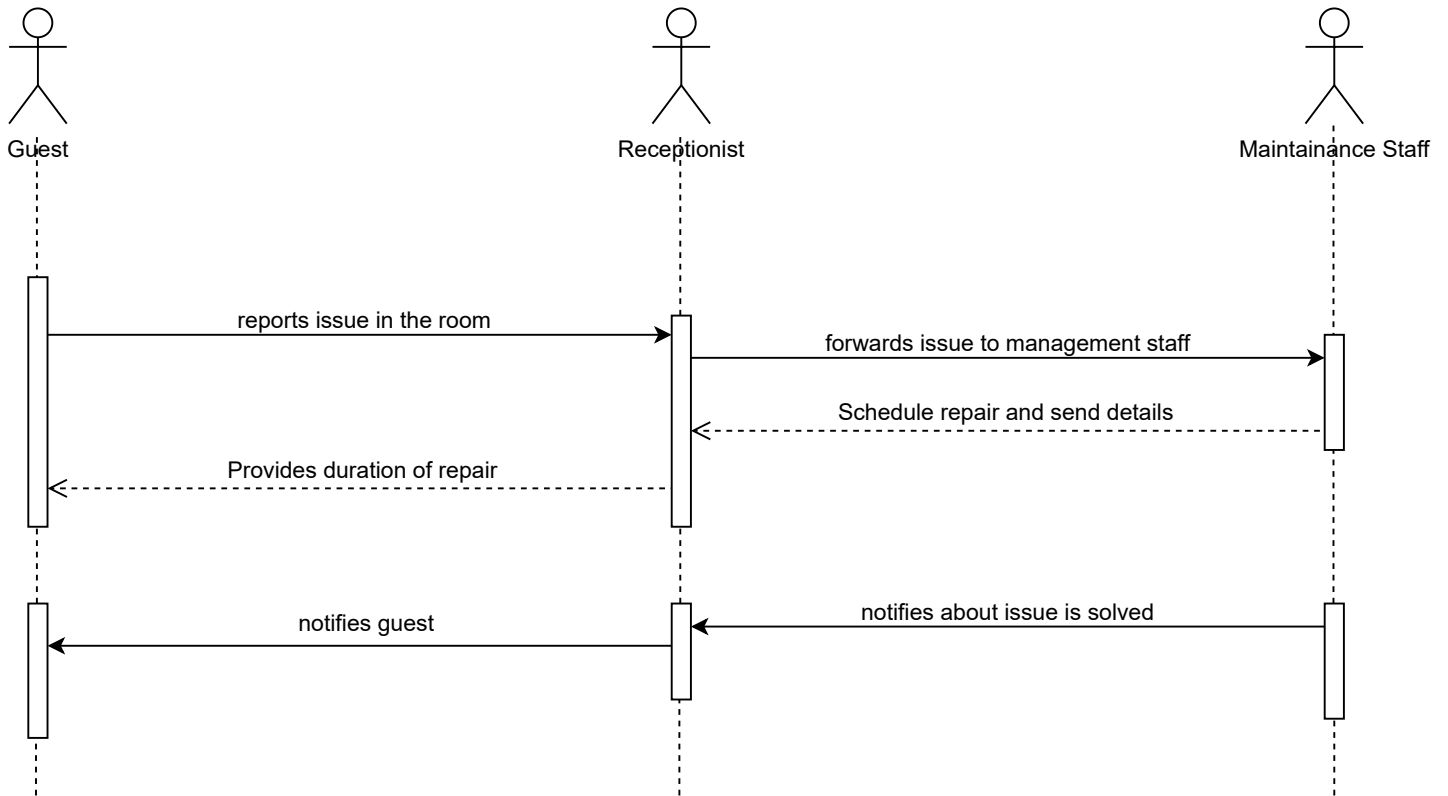 Guest
Receptionist
Maintainance Staff
reports issue in the room
forwards issue to management staff
Schedule repair and send details
Provides duration of repair
notifies about issue is solved
notifies guest